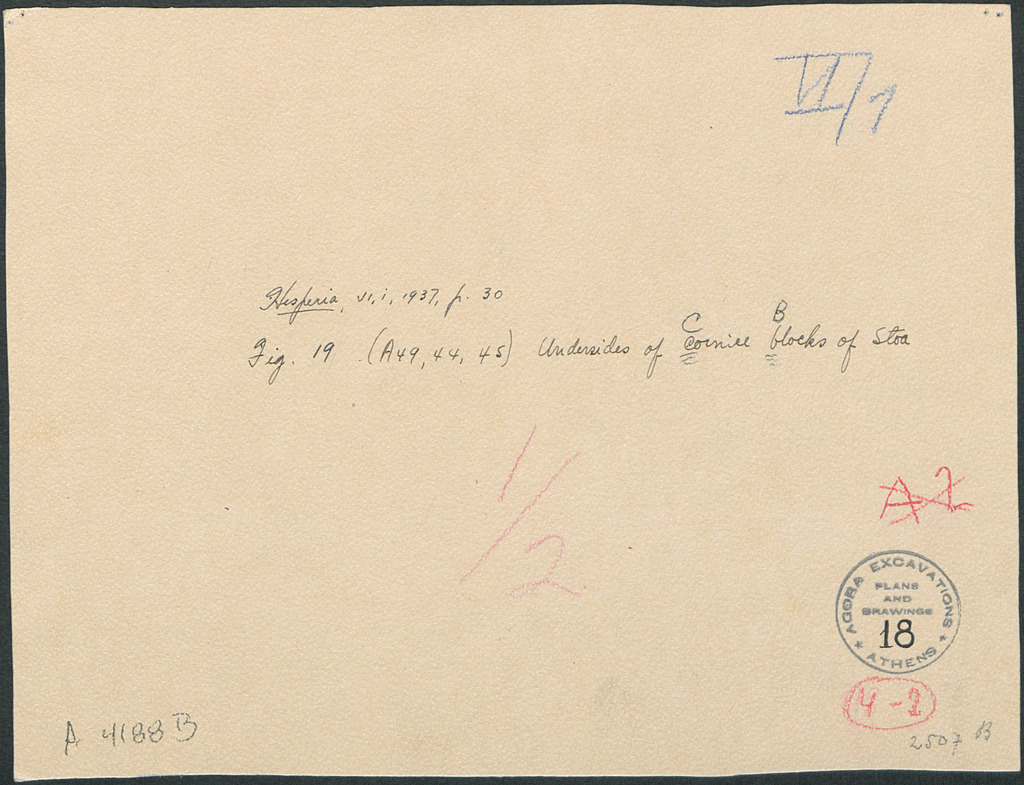 VI/7
Hesperia, VI, i, 1937, p. 30
C B
Fig. 19 (A49, 44, 45) Undersides of cornice blocks of Stoa
1/2
A-2
AGORA EXCAVATIONS
PLANS
AND
DRAWINGS
18
* ATHENS *
4-2
A 4188 B
2507 B